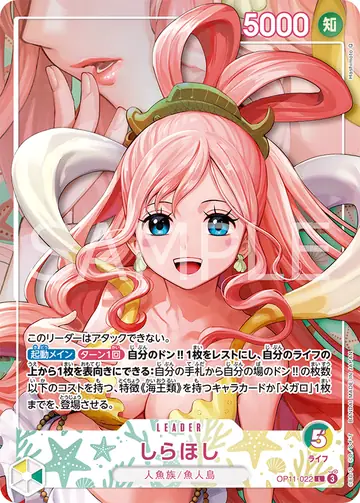 5000
知
SAMPLE
このリーダーはアタックできない。
起動メイン ターン1回 自分のドン!!1枚をレストにし、自分のライフの
上から1枚を表向きにできる:自分の手札から自分の場のドン!!の枚数
以下のコストを持つ、特徴《海王類》を持つキャラカードか「メガロ」1枚
までを、登場させる。
LEADER
しらほし
人魚族/魚人島
5
ライフ
OP11-022 L 3